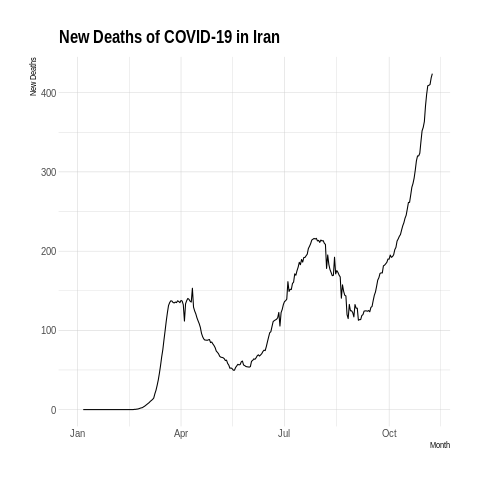 New Deaths of COVID-19 in Iran
New Deaths
400
300
200
100
0
Jan Apr Jul Oct
Month